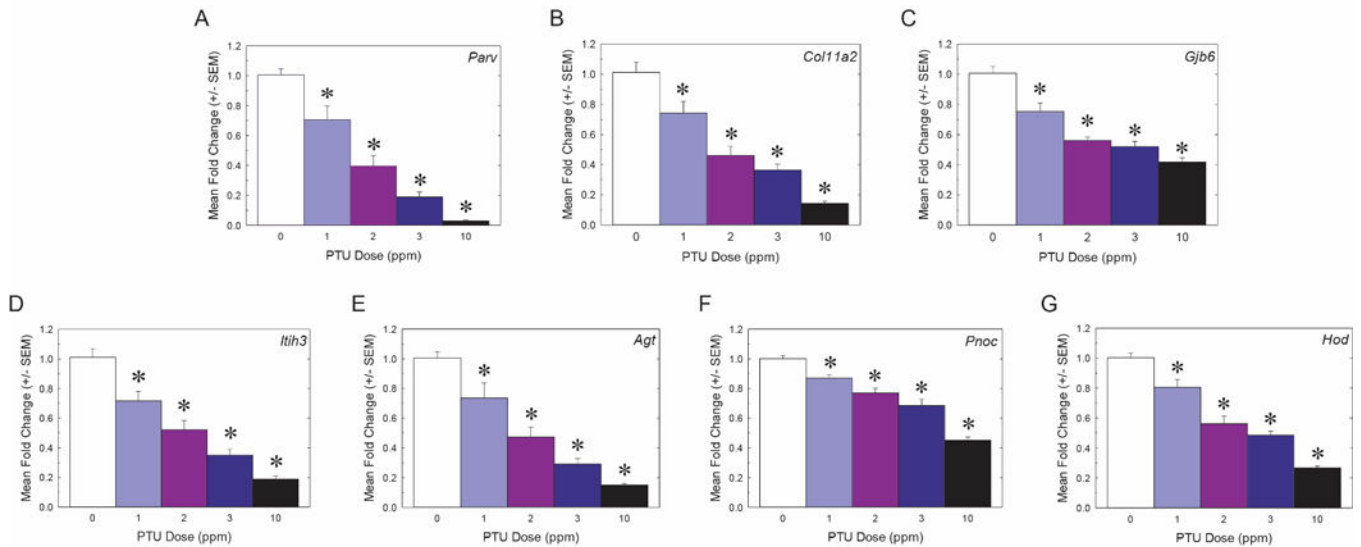 A
Mean Fold Change (+/- SEM)
1.2
1.0
0.8
0.6
0.4
0.2
0.0
Parv
*
*
*
*
0 1 2 3 10
PTU Dose (ppm)
B
Mean Fold Change (+/- SEM)
1.2
1.0
0.8
0.6
0.4
0.2
0.0
Col11a2
*
*
*
*
0 1 2 3 10
PTU Dose (ppm)
C
Mean Fold Change (+/- SEM)
1.2
1.0
0.8
0.6
0.4
0.2
0.0
Gjb6
*
*
*
*
0 1 2 3 10
PTU Dose (ppm)
D
Mean Fold Change (+/- SEM)
1.2
1.0
0.8
0.6
0.4
0.2
0.0
Itih3
*
*
*
*
0 1 2 3 10
PTU Dose (ppm)
E
Mean Fold Change (+/- SEM)
1.2
1.0
0.8
0.6
0.4
0.2
0.0
Agt
*
*
*
*
0 1 2 3 10
PTU Dose (ppm)
F
Mean Fold Change (+/- SEM)
1.2
1.0
0.8
0.6
0.4
0.2
0.0
Pnoc
*
*
*
*
0 1 2 3 10
PTU Dose (ppm)
G
Mean Fold Change (+/- SEM)
1.2
1.0
0.8
0.6
0.4
0.2
0.0
Hod
*
*
*
*
0 1 2 3 10
PTU Dose (ppm)